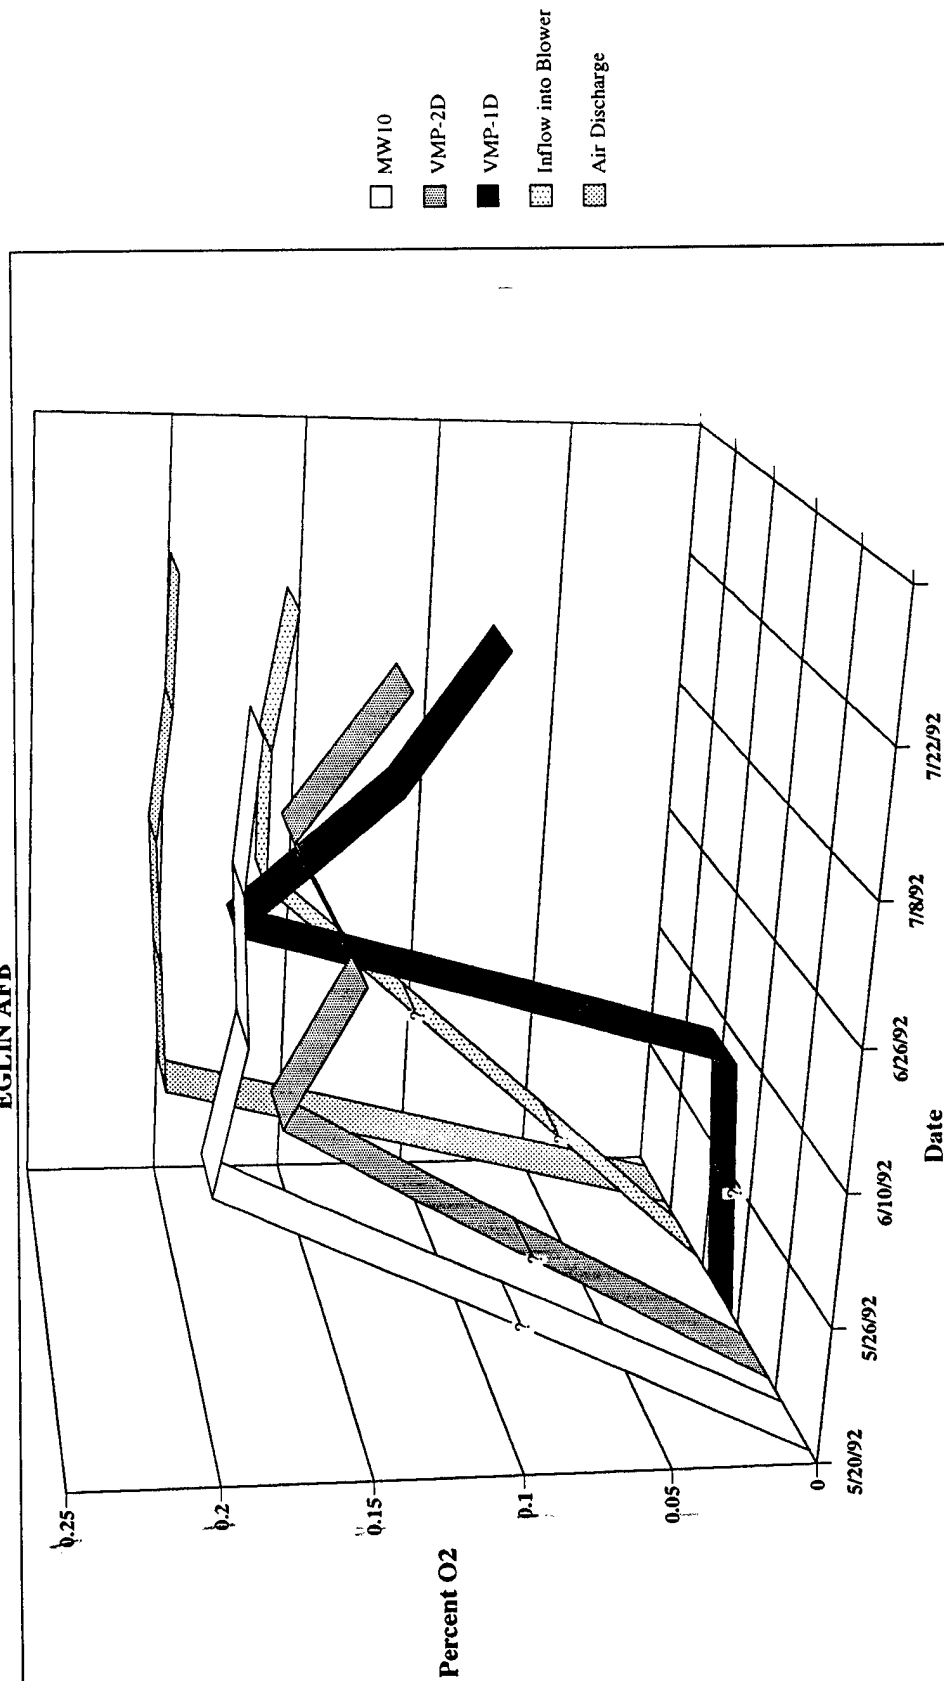 EGLIN AFB
0.25
0.2
0.15
0.1
0.05
0
Percent O2
5/20/92
5/26/92
6/10/92
6/26/92
7/8/92
7/22/92
Date
?
?
?
?
?
MW10
VMP-2D
VMP-1D
Inflow into Blower
Air Discharge